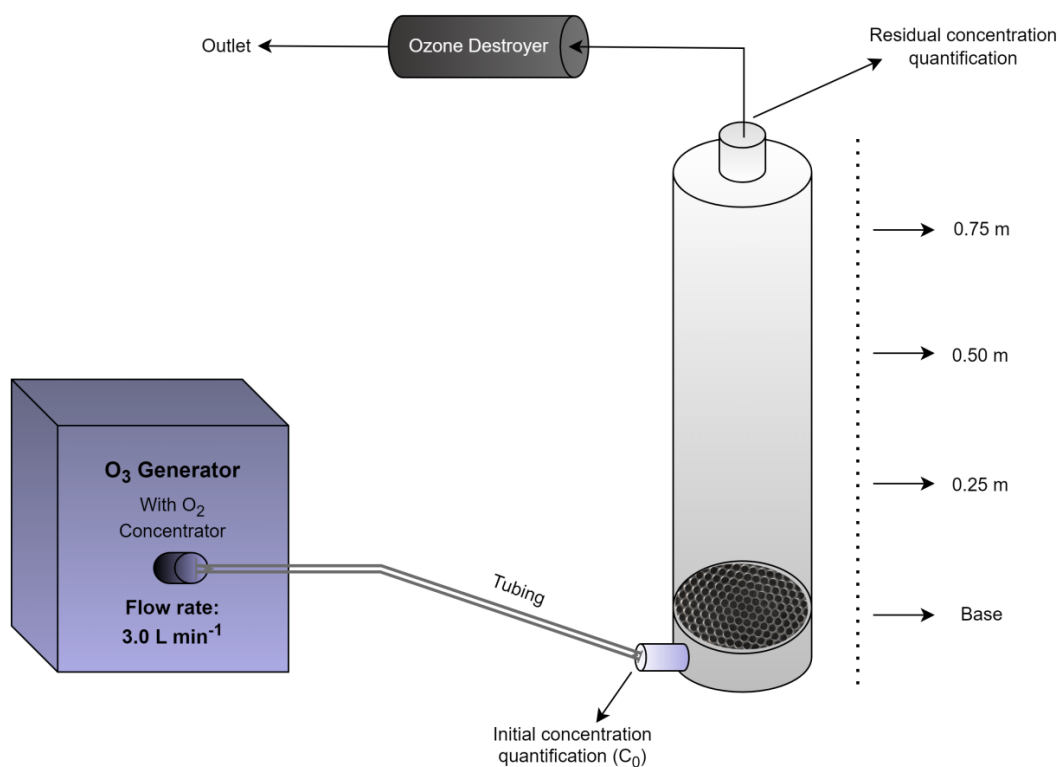 Outlet
Ozone Destroyer
Residual concentration
quantification
0.75 m
0.50 m
0.25 m
Base
O₃ Generator
With O₂
Concentrator
Flow rate:
3.0 L min⁻¹
Tubing
Initial concentration
quantification (C₀)